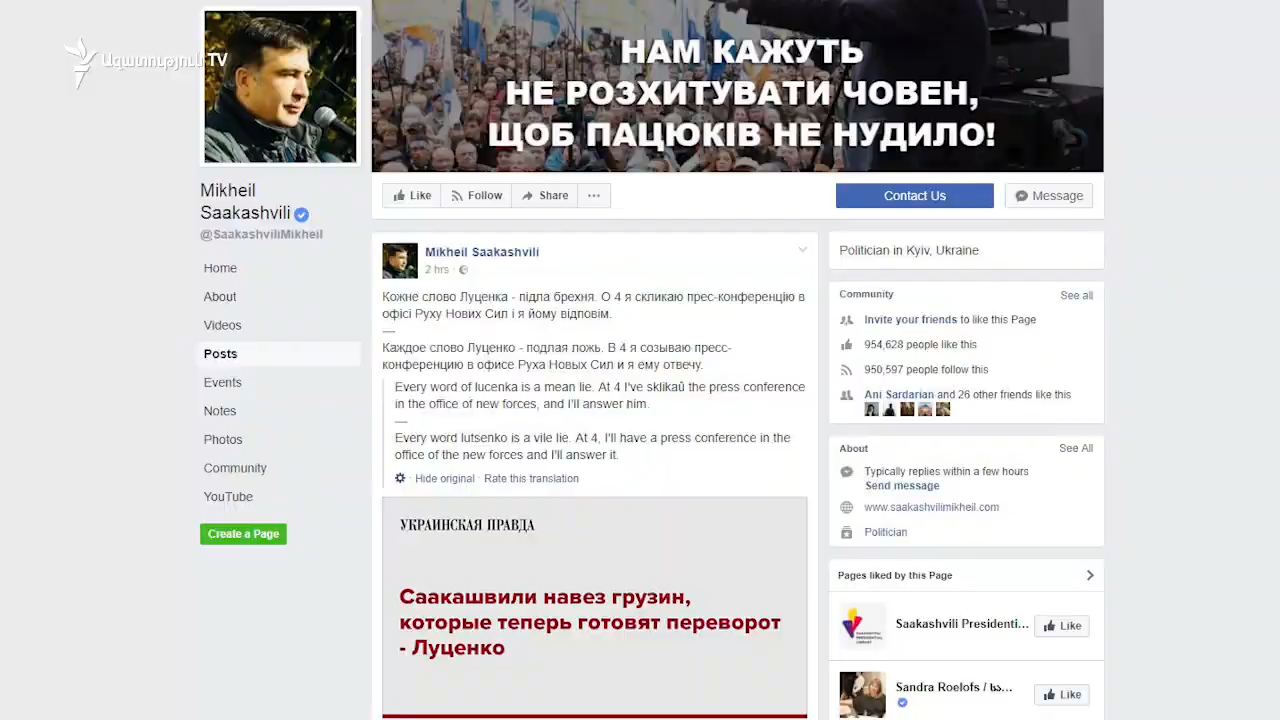 Ազատություն TV
НАМ КАЖУТЬ
НЕ РОЗХИТУВАТИ ЧОВЕН,
ЩОБ ПАЦЮКІВ НЕ НУДИЛО!
Mikheil
Saakashvili
@SaakashviliMikheil
Home
About
Videos
Posts
Events
Notes
Photos
Community
YouTube
Create a Page
Like
Follow
Share
Contact Us
Message
Mikheil Saakashvili
2 hrs ·
Кожне слово Луценка - підла брехня. О 4 я скликаю прес-конференцію в
офісі Руху Нових Сил і я йому відповім.
—
Каждое слово Луценко - подлая ложь. В 4 я созываю пресс-
конференцию в офисе Руха Новых Сил и я ему отвечу.
Every word of lucenka is a mean lie. At 4 I've sklikaû the press conference
in the office of new forces, and I'll answer him.
—
Every word lutsenko is a vile lie. At 4, I'll have a press conference in the
office of the new forces and I'll answer it.
· Hide original · Rate this translation
УКРАИНСКАЯ ПРАВДА
Саакашвили навез грузин,
которые теперь готовят переворот
- Луценко
Politician in Kyiv, Ukraine
Community
See all
Invite your friends to like this Page
954,628 people like this
950,597 people follow this
Ani Sardarian and 26 other friends like this
About
See All
Typically replies within a few hours
Send message
www.saakashvilimikheil.com
Politician
Pages liked by this Page
Saakashvili Presidenti...
Like
Sandra Roelofs / სა...
Like